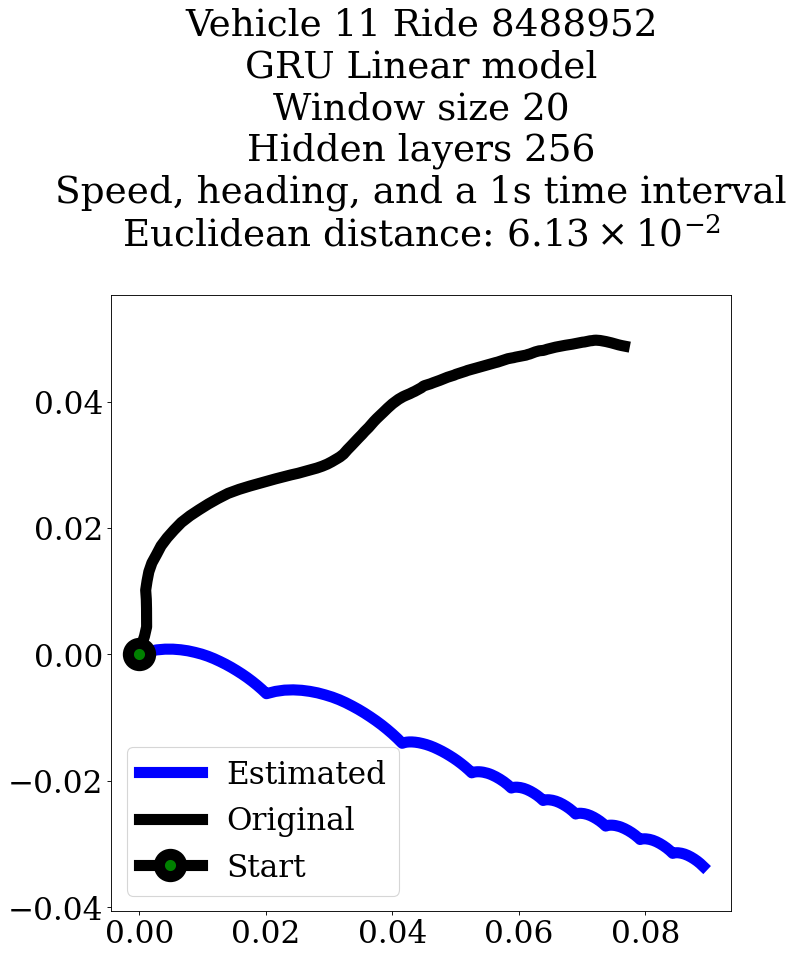 Vehicle 11 Ride 8488952
GRU Linear model
Window size 20
Hidden layers 256
Speed, heading, and a 1s time interval
Euclidean distance: 6.13 × 10⁻²
0.04
0.02
0.00
−0.02
−0.04
Estimated
Original
Start
0.00 0.02 0.04 0.06 0.08